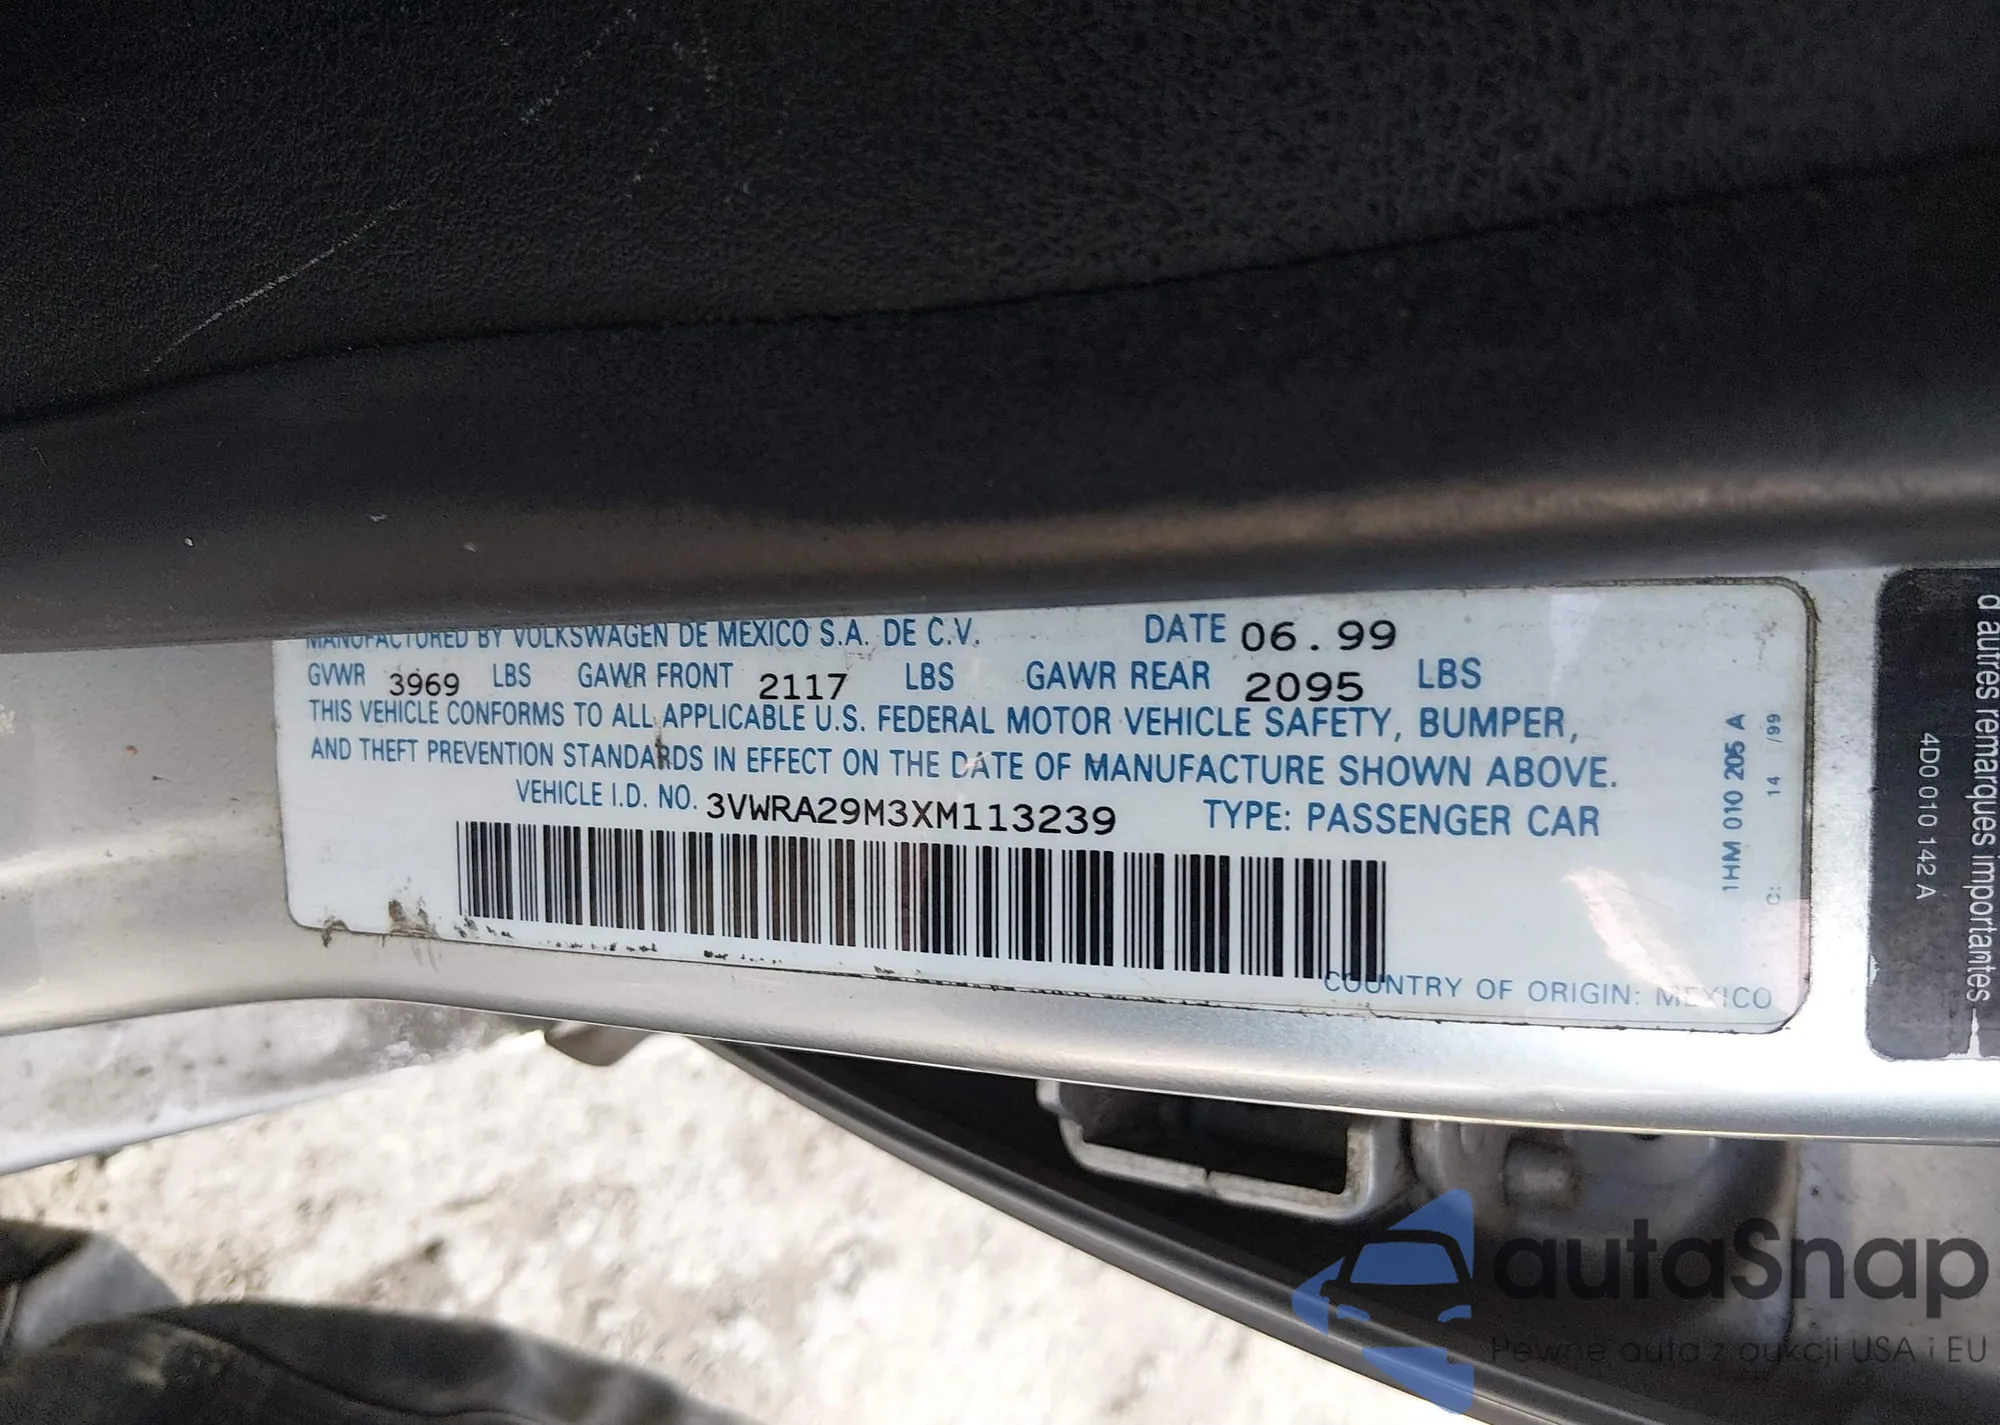 MANUFACTURED BY VOLKSWAGEN DE MEXICO S.A. DE C.V. DATE 06.99
GVWR 3969 LBS GAWR FRONT 2117 LBS GAWR REAR 2095 LBS
THIS VEHICLE CONFORMS TO ALL APPLICABLE U.S. FEDERAL MOTOR VEHICLE SAFETY, BUMPER,
AND THEFT PREVENTION STANDARDS IN EFFECT ON THE DATE OF MANUFACTURE SHOWN ABOVE.
VEHICLE I.D. NO. 3VWRA29M3XM113239 TYPE: PASSENGER CAR
COUNTRY OF ORIGIN: MEXICO
1HM 010 205 A
C: 14 /99
d'autres remarques importantes
4D0 010 142 A
autaSnap
Pewne auta z aukcji USA i EU